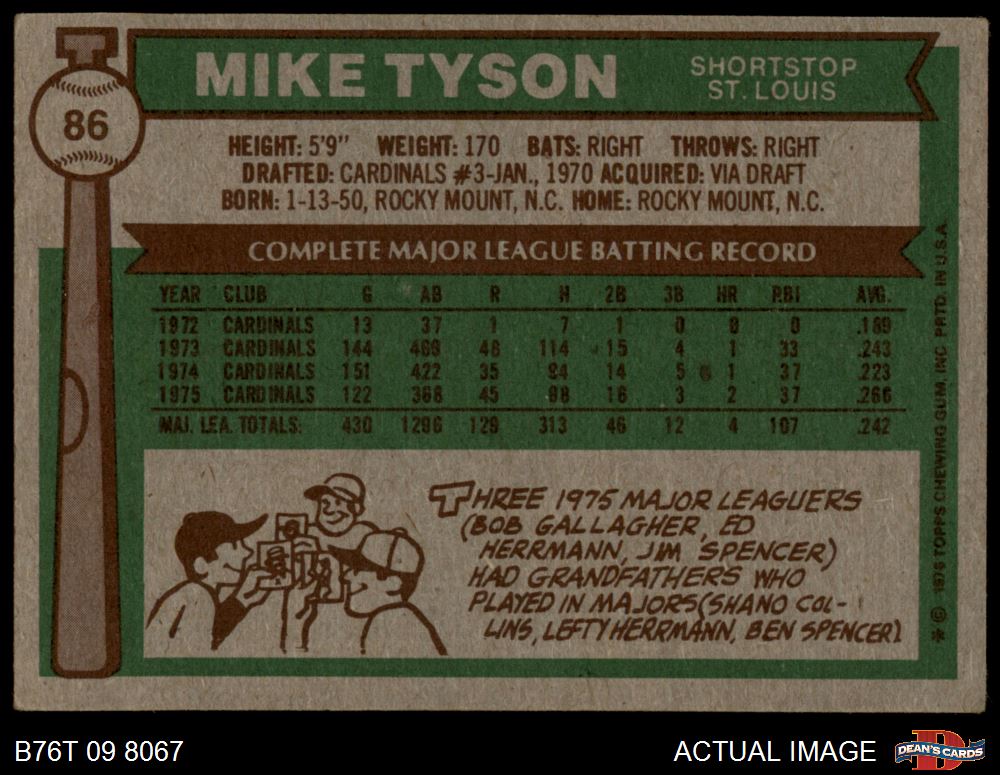 86
MIKE TYSON
SHORTSTOP
ST. LOUIS
HEIGHT: 5'9" WEIGHT: 170 BATS: RIGHT THROWS: RIGHT
DRAFTED: CARDINALS #3-JAN., 1970 ACQUIRED: VIA DRAFT
BORN: 1-13-50, ROCKY MOUNT, N.C. HOME: ROCKY MOUNT, N.C.
COMPLETE MAJOR LEAGUE BATTING RECORD
YEAR CLUB G AB R H 2B 3B HR RBI AVG.
1972 CARDINALS 13 37 1 7 1 0 0 0 .189
1973 CARDINALS 144 469 48 114 15 4 1 33 .243
1974 CARDINALS 151 422 35 94 14 5 1 37 .223
1975 CARDINALS 122 368 45 98 16 3 2 37 .266
MAJ. LEA. TOTALS: 430 1296 129 313 46 12 4 107 .242
THREE 1975 MAJOR LEAGUERS
(BOB GALLAGHER, ED
HERRMANN, JIM SPENCER)
HAD GRANDFATHERS WHO
PLAYED IN MAJORS (SHANO COL-
LINS, LEFTY HERRMANN, BEN SPENCER).
* © 1976 TOPPS CHEWING GUM, INC. PRTD. IN U.S.A.
B76T 09 8067
ACTUAL IMAGE
DEAN'S CARDS